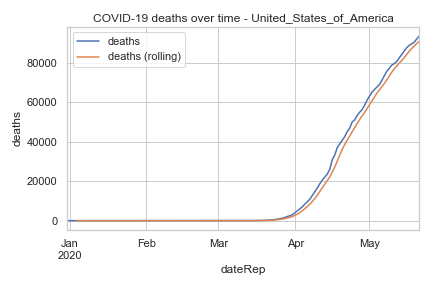 COVID-19 deaths over time - United_States_of_America
deaths
deaths (rolling)
deaths
80000
60000
40000
20000
0
Jan
2020
Feb
Mar
Apr
May
dateRep